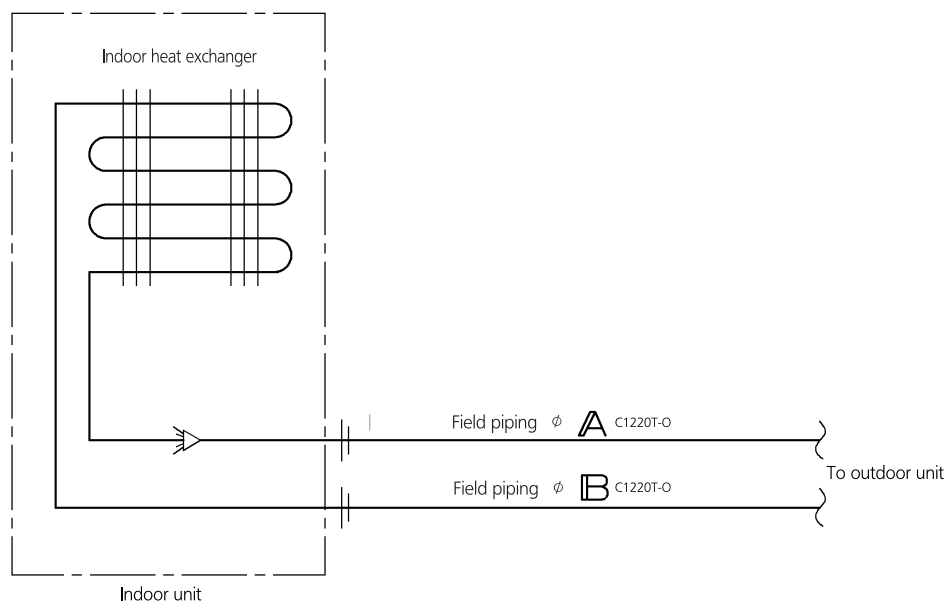 Indoor heat exchanger
Field piping φ A C1220T-O
To outdoor unit
Field piping φ B C1220T-O
Indoor unit